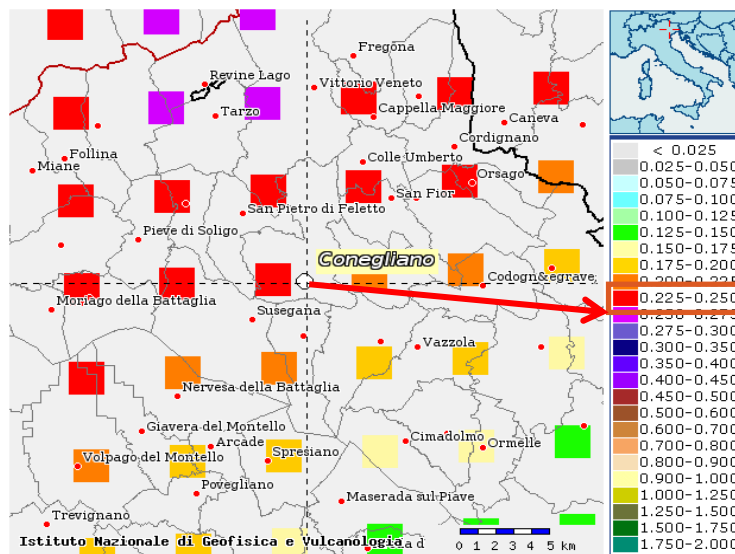 Fregona
Revine Lago
Vittorio Veneto
Tarzo
Cappella Maggiore
Caneva
Cordignano
Follina
Miane
Colle Umberto
Orsago
San Fior
San Pietro di Feletto
Pieve di Soligo
Conegliano
Codogn&egrave
Moriago della Battaglia
Susegana
Vazzola
Nervesa della Battaglia
Giavera del Montello
Arcade
Cimadolmo
Ormelle
Volpago del Montello
Spresiano
Povegliano
Maserada sul Piave
Trevignano
Istituto Nazionale di Geofisica e Vulcanologia
0 1 2 3 4 5 km
< 0.025
0.025-0.050
0.050-0.075
0.075-0.100
0.100-0.125
0.125-0.150
0.150-0.175
0.175-0.200
0.225-0.250
0.275-0.300
0.300-0.350
0.350-0.400
0.400-0.450
0.450-0.500
0.500-0.600
0.600-0.700
0.700-0.800
0.800-0.900
0.900-1.000
1.000-1.250
1.250-1.500
1.500-1.750
1.750-2.000